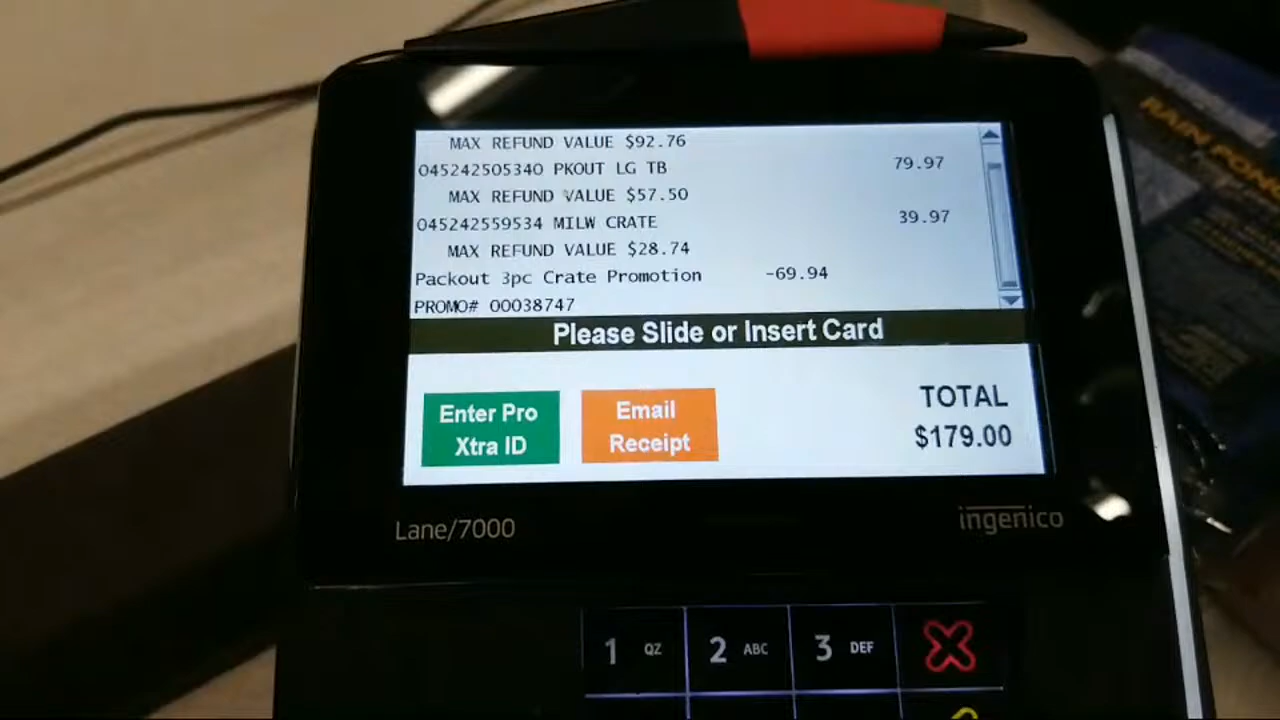 MAX REFUND VALUE $92.76
045242505340 PKOUT LG TB 79.97
MAX REFUND VALUE $57.50
045242559534 MILW CRATE 39.97
MAX REFUND VALUE $28.74
Packout 3pc Crate Promotion -69.94
PROMO# 00038747
Please Slide or Insert Card
Enter Pro
Xtra ID
Email
Receipt
TOTAL
$179.00
Lane/7000
ingenico
1 QZ 2 ABC 3 DEF
RAIN PON